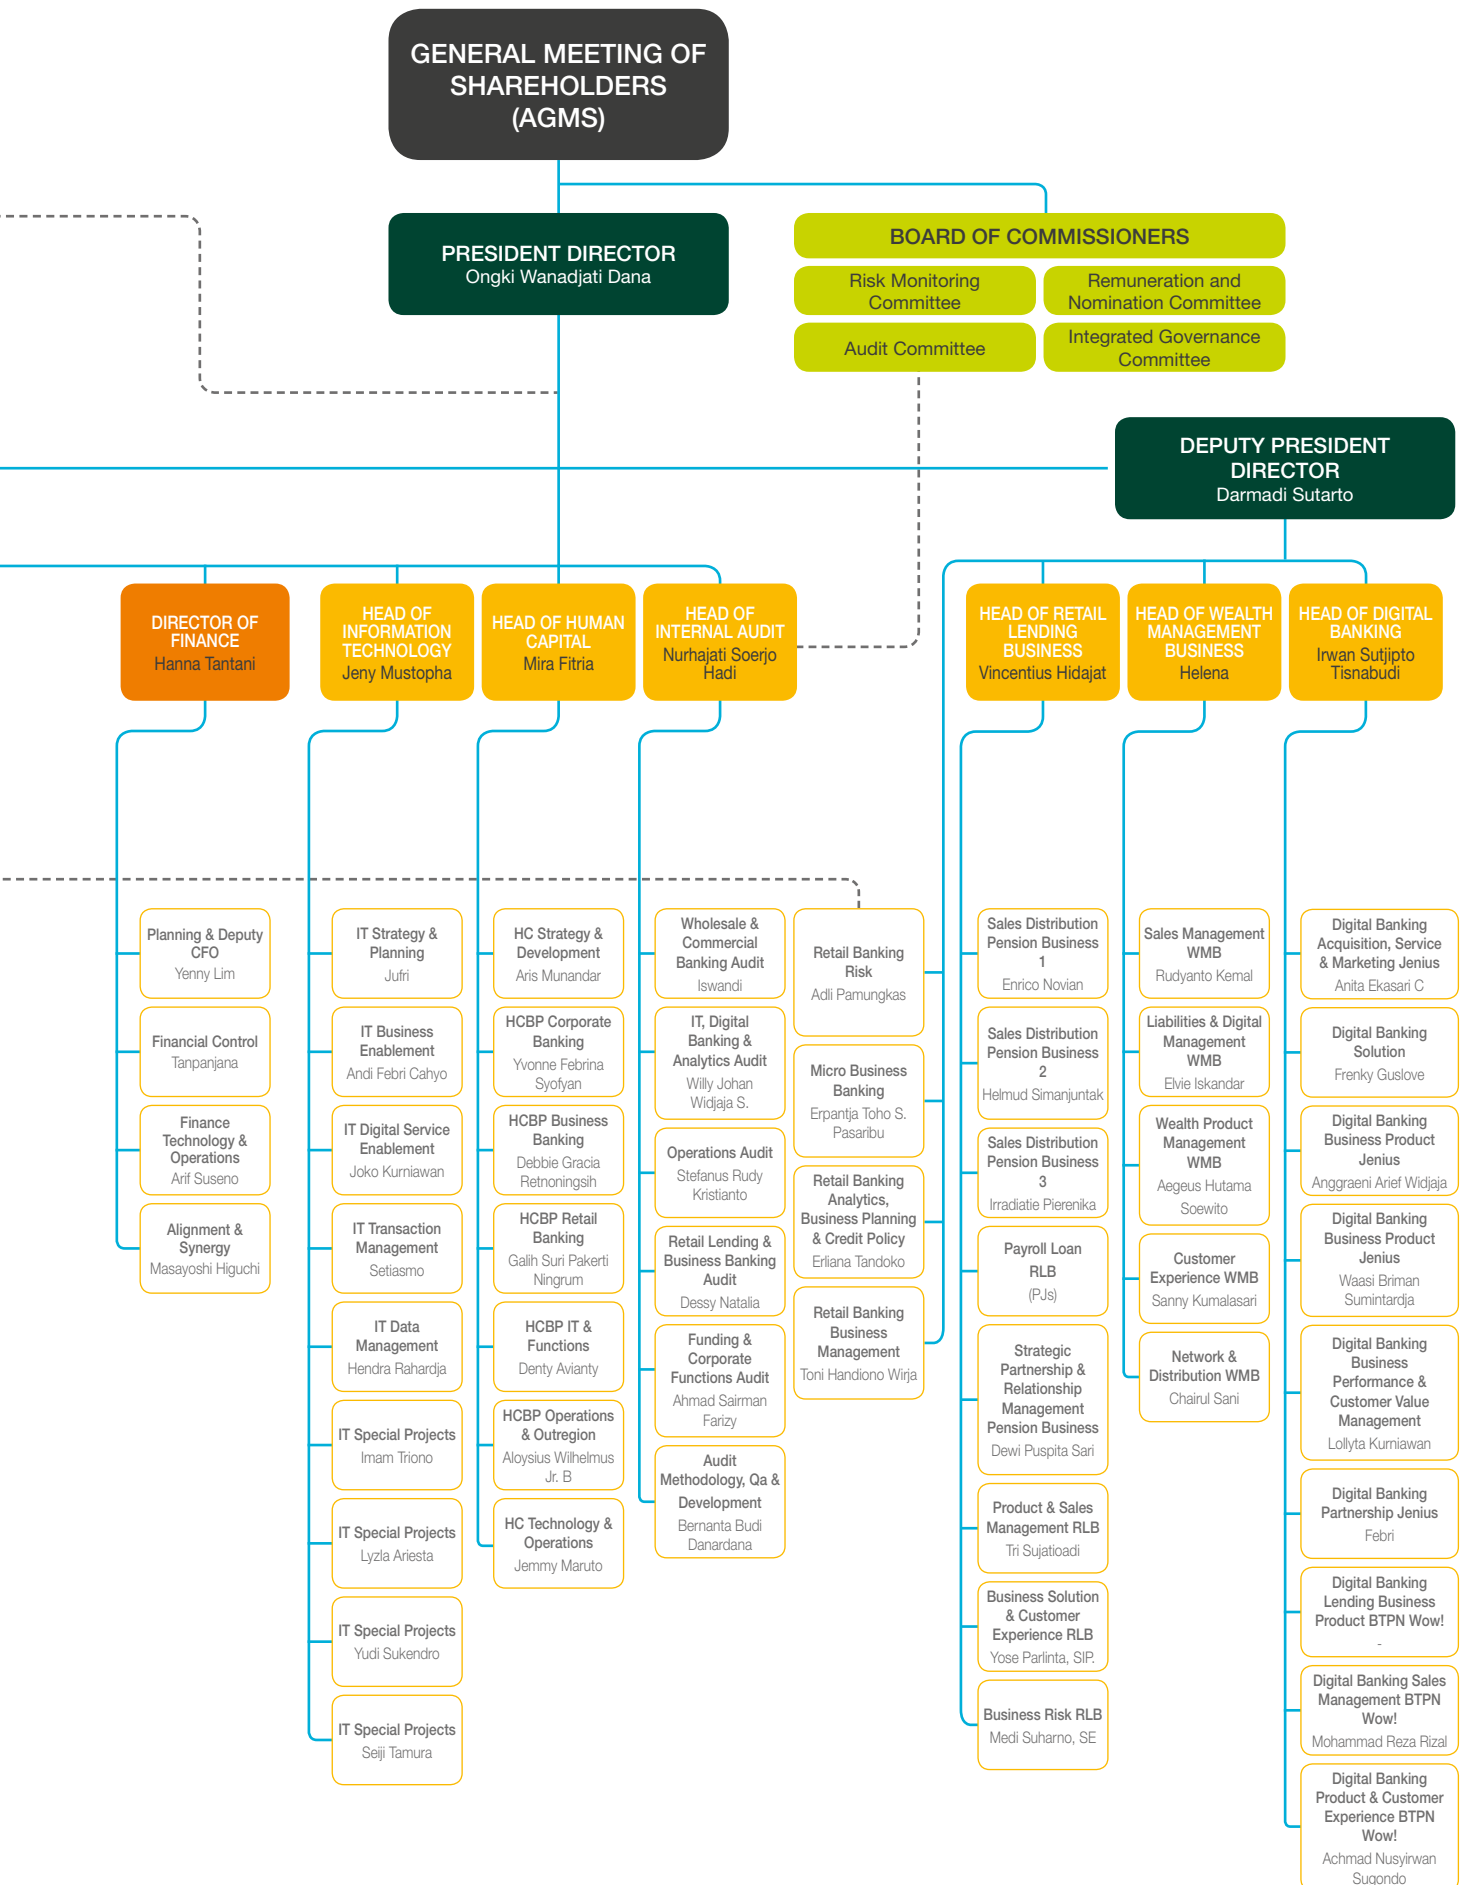 GENERAL MEETING OF
SHAREHOLDERS
(AGMS)
PRESIDENT DIRECTOR
Ongki Wanadjati Dana
BOARD OF COMMISSIONERS
Risk Monitoring
Committee
Remuneration and
Nomination Committee
Audit Committee
Integrated Governance
Committee
DEPUTY PRESIDENT
DIRECTOR
Darmadi Sutarto
DIRECTOR OF
FINANCE
Hanna Tantani
HEAD OF
INFORMATION
TECHNOLOGY
Jeny Mustopha
HEAD OF HUMAN
CAPITAL
Mira Fitria
HEAD OF
INTERNAL AUDIT
Nurhajati Soerjo
Hadi
HEAD OF RETAIL
LENDING
BUSINESS
Vincentius Hidajat
HEAD OF WEALTH
MANAGEMENT
BUSINESS
Helena
HEAD OF DIGITAL
BANKING
Irwan Sutjipto
Tisnabudi
Planning & Deputy
CFO
Yenny Lim
Financial Control
Tanpanjana
Finance
Technology &
Operations
Arif Suseno
Alignment &
Synergy
Masayoshi Higuchi
IT Strategy &
Planning
Jufri
IT Business
Enablement
Andi Febri Cahyo
IT Digital Service
Enablement
Joko Kurniawan
IT Transaction
Management
Setiasmo
IT Data
Management
Hendra Rahardja
IT Special Projects
Imam Triono
IT Special Projects
Lyzla Ariesta
IT Special Projects
Yudi Sukendro
IT Special Projects
Seiji Tamura
HC Strategy &
Development
Aris Munandar
HCBP Corporate
Banking
Yvonne Febrina
Syofyan
HCBP Business
Banking
Debbie Gracia
Retnoningsih
HCBP Retail
Banking
Galih Suri Pakerti
Ningrum
HCBP IT &
Functions
Denty Avianty
HCBP Operations
& Outregion
Aloysius Wilhelmus
Jr. B
HC Technology &
Operations
Jemmy Maruto
Wholesale &
Commercial
Banking Audit
Iswandi
IT, Digital
Banking &
Analytics Audit
Willy Johan
Widjaja S.
Operations Audit
Stefanus Rudy
Kristianto
Retail Lending &
Business Banking
Audit
Dessy Natalia
Funding &
Corporate
Functions Audit
Ahmad Sairman
Farizy
Audit
Methodology, Qa &
Development
Bernanta Budi
Danardana
Retail Banking
Risk
Adli Pamungkas
Micro Business
Banking
Erpantja Toho S.
Pasaribu
Retail Banking
Analytics,
Business Planning
& Credit Policy
Erliana Tandoko
Retail Banking
Business
Management
Toni Handiono Wirja
Sales Distribution
Pension Business
1
Enrico Novian
Sales Distribution
Pension Business
2
Helmud Simanjuntak
Sales Distribution
Pension Business
3
Irradiatie Pierenika
Payroll Loan
RLB
(PJs)
Strategic
Partnership &
Relationship
Management
Pension Business
Dewi Puspita Sari
Product & Sales
Management RLB
Tri Sujatioadi
Business Solution
& Customer
Experience RLB
Yose Parlinta, SIP.
Business Risk RLB
Medi Suharno, SE
Sales Management
WMB
Rudyanto Kemal
Liabilities & Digital
Management
WMB
Elvie Iskandar
Wealth Product
Management
WMB
Aegeus Hutama
Soewito
Customer
Experience WMB
Sanny Kumalasari
Network &
Distribution WMB
Chairul Sani
Digital Banking
Acquisition, Service
& Marketing Jenius
Anita Ekasari C
Digital Banking
Solution
Frenky Guslove
Digital Banking
Business Product
Jenius
Anggraeni Arief Widjaja
Digital Banking
Business Product
Jenius
Waasi Briman
Sumintardja
Digital Banking
Business
Performance &
Customer Value
Management
Lollyta Kurniawan
Digital Banking
Partnership Jenius
Febri
Digital Banking
Lending Business
Product BTPN Wow!
-
Digital Banking Sales
Management BTPN
Wow!
Mohammad Reza Rizal
Digital Banking
Product & Customer
Experience BTPN
Wow!
Achmad Nusyirwan
Sugondo